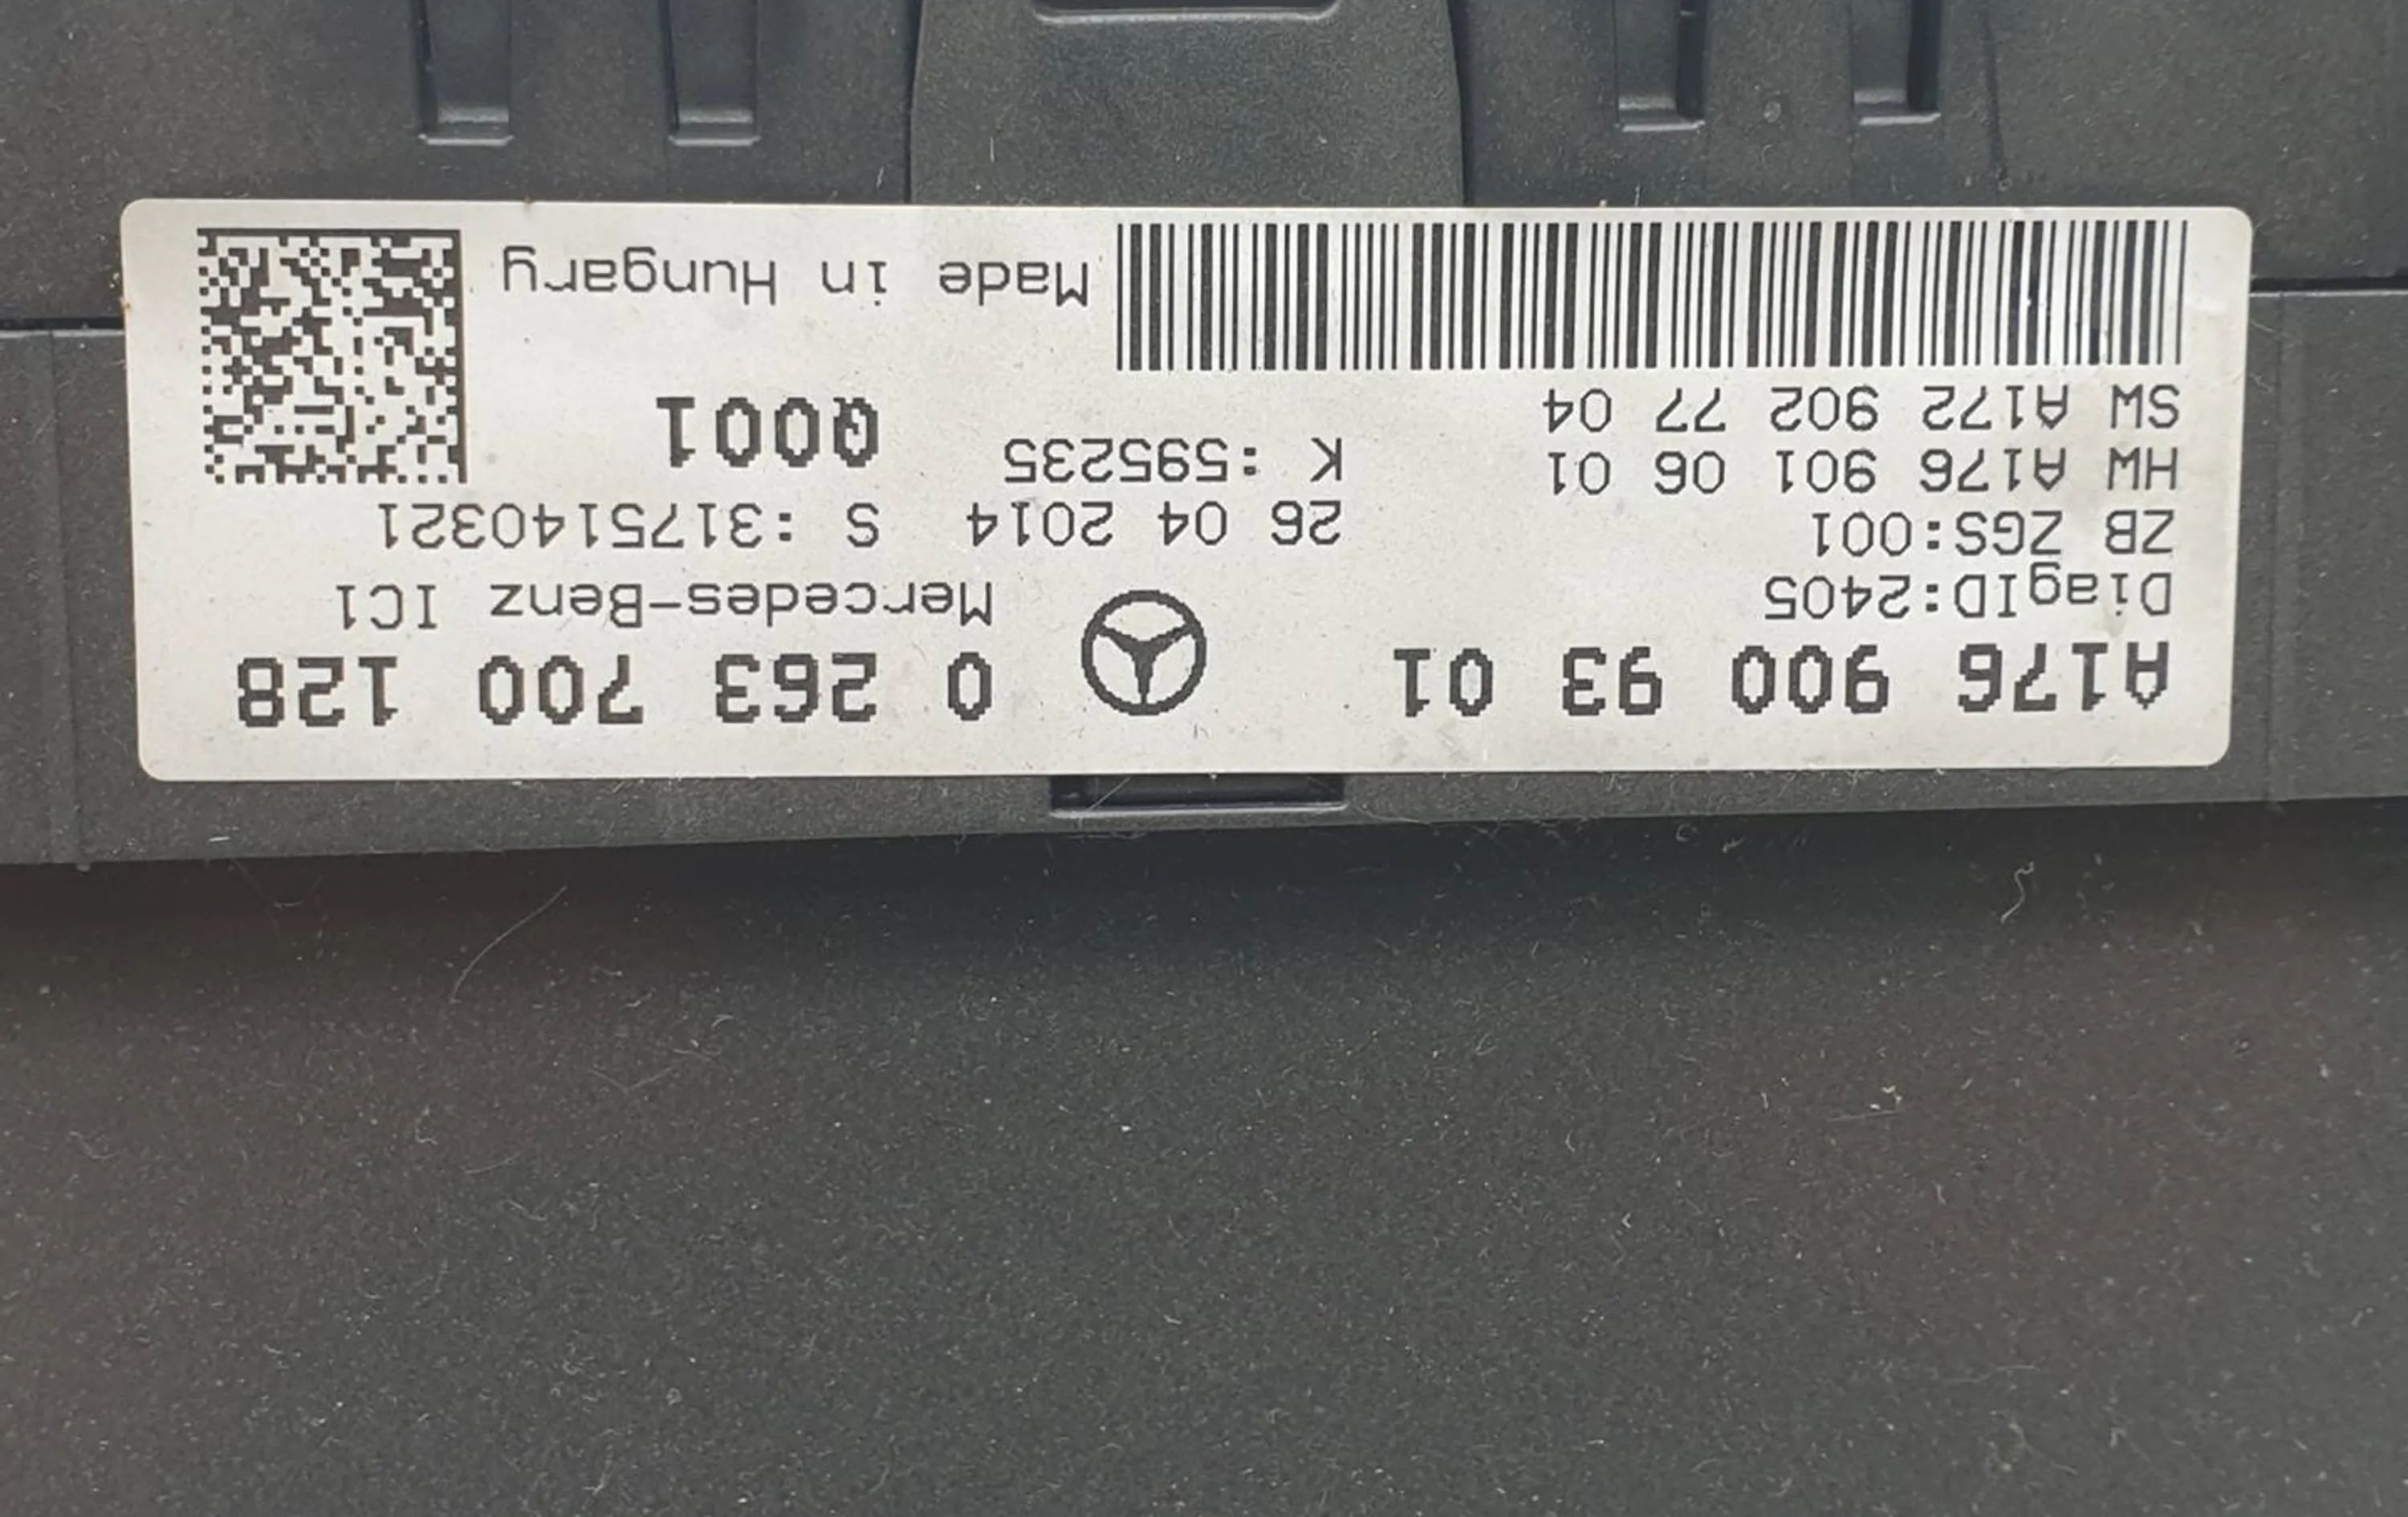 A176 900 93 01 0 263 700 128
DiagID:2405 Mercedes-Benz IC1
ZB ZGS:001 26 04 2014 S :3175140321
HW A176 901 06 01 K :595235 Q001
SW A172 902 77 04
Made in Hungary